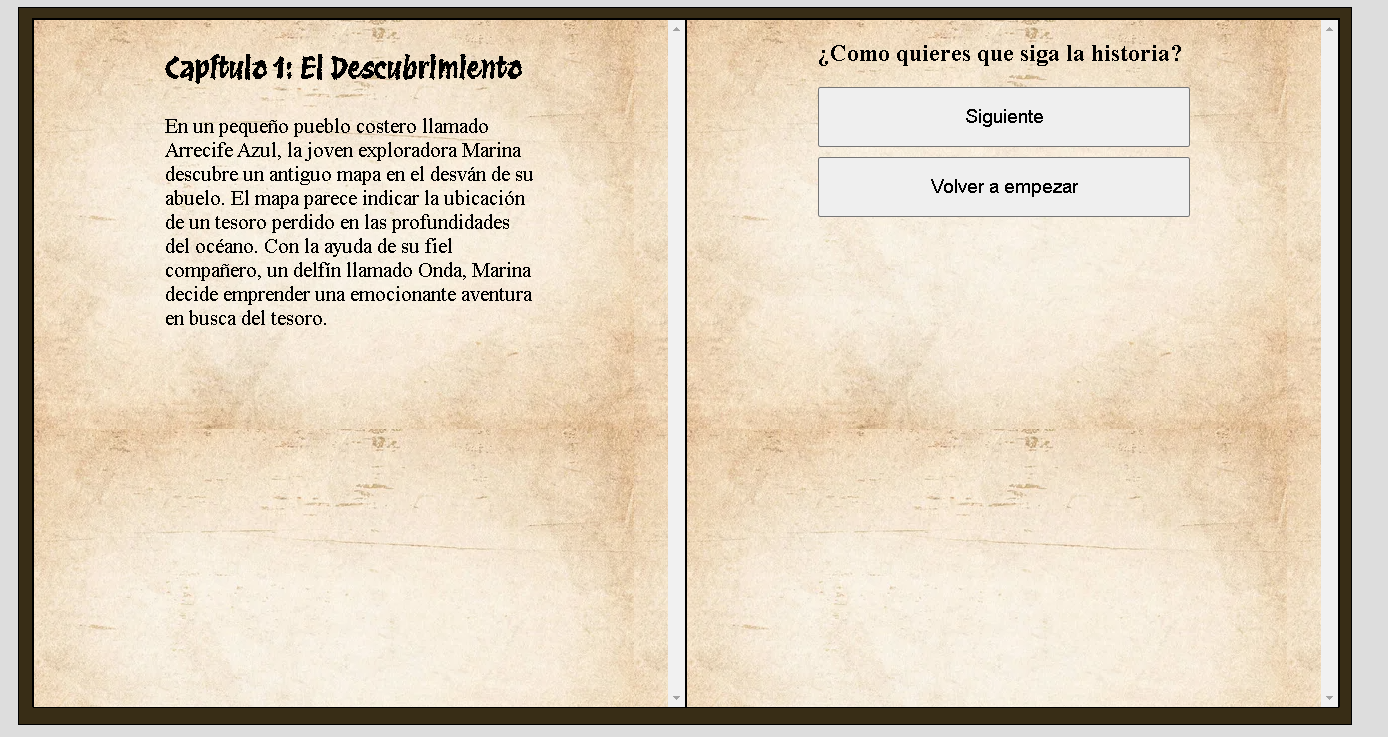 Capítulo 1: El Descubrimiento
En un pequeño pueblo costero llamado
Arrecife Azul, la joven exploradora Marina
descubre un antiguo mapa en el desván de su
abuelo. El mapa parece indicar la ubicación
de un tesoro perdido en las profundidades
del océano. Con la ayuda de su fiel
compañero, un delfín llamado Onda, Marina
decide emprender una emocionante aventura
en busca del tesoro.
¿Como quieres que siga la historia?
Siguiente
Volver a empezar